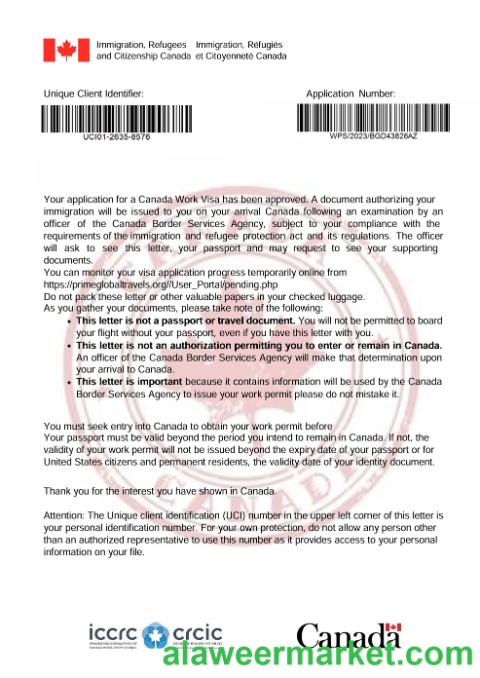 Immigration, Refugees Immigration, Réfugiés
and Citizenship Canada et Citoyenneté Canada
Unique Client Identifier:
Application Number:
UCI01-2635-8576
WPS/2023/BGD43826AZ
Your application for a Canada Work Visa has been approved. A document authorizing your
immigration will be issued to you on your arrival Canada following an examination by an
officer of the Canada Border Services Agency, subject to your compliance with the
requirements of the immigration and refugee protection act and its regulations. The officer
will ask to see this letter, your passport and may request to see your supporting
documents.
You can monitor your visa application progress temporarily online from
https://primeglobaltravels.org//User_Portal/pending.php
Do not pack these letter or other valuable papers in your checked luggage.
As you gather your documents, please take note of the following:
• This letter is not a passport or travel document. You will not be permitted to board
your flight without your passport, even if you have this letter with you.
• This letter is not an authorization permitting you to enter or remain in Canada.
An officer of the Canada Border Services Agency will make that determination upon
your arrival to Canada.
• This letter is important because it contains information will be used by the Canada
Border Services Agency to issue your work permit please do not mistake it.
You must seek entry into Canada to obtain your work permit before
Your passport must be valid beyond the period you intend to remain in Canada. If not, the
validity of your work permit will not be issued beyond the expiry date of your passport or for
United States citizens and permanent residents, the validity date of your identity document.
Thank you for the interest you have shown in Canada.
Attention: The Unique client identification (UCI) number in the upper left corner of this letter is
your personal identification number. For your own protection, do not allow any person other
than an authorized representative to use this number as it provides access to your personal
information on your file.
iccrc crcic
Canada
alaweermarket.com